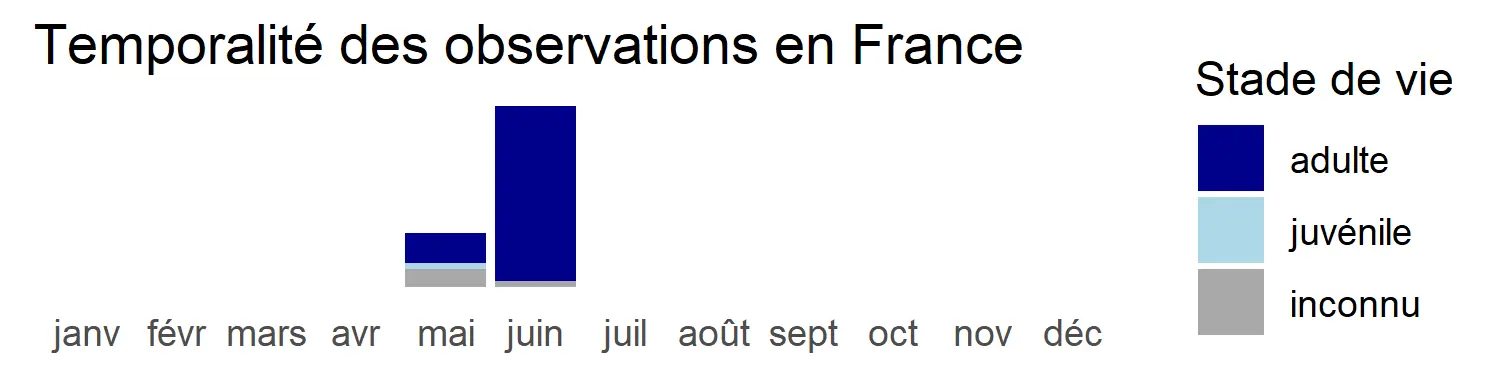 Temporalité des observations en France
Stade de vie
adulte
juvénile
inconnu
janv févr mars avr mai juin juil août sept oct nov déc